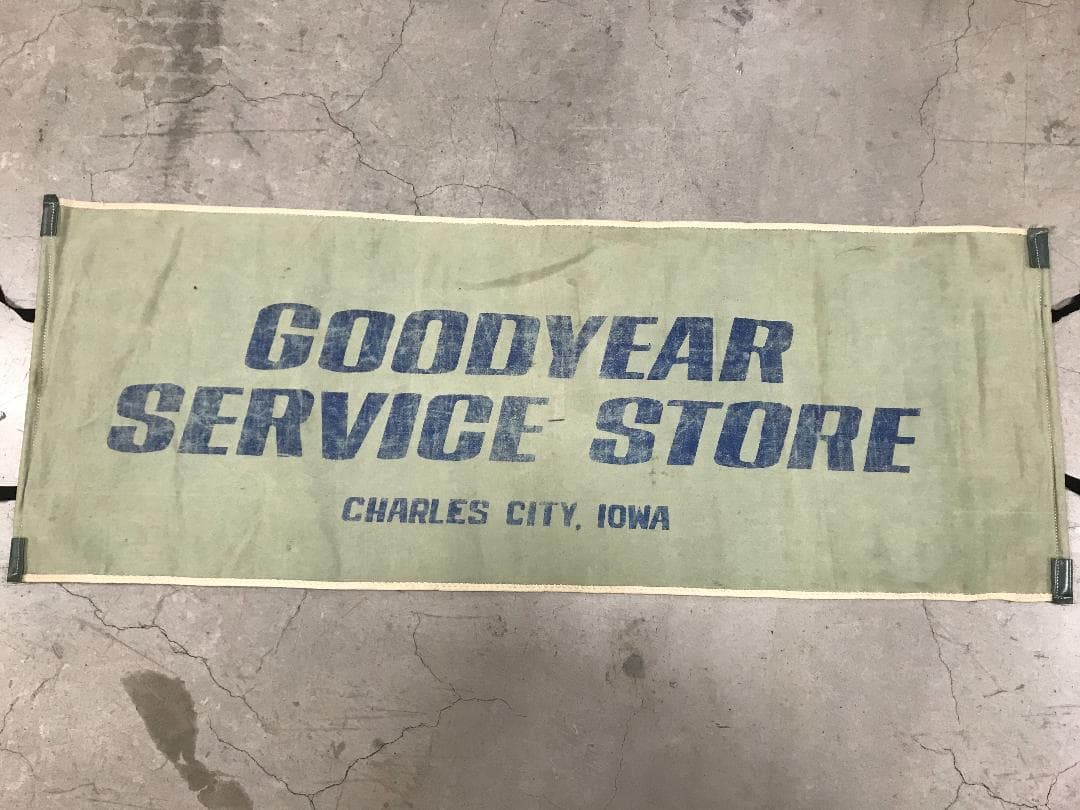 GOODYEAR
SERVICE STORE
CHARLES CITY, IOWA